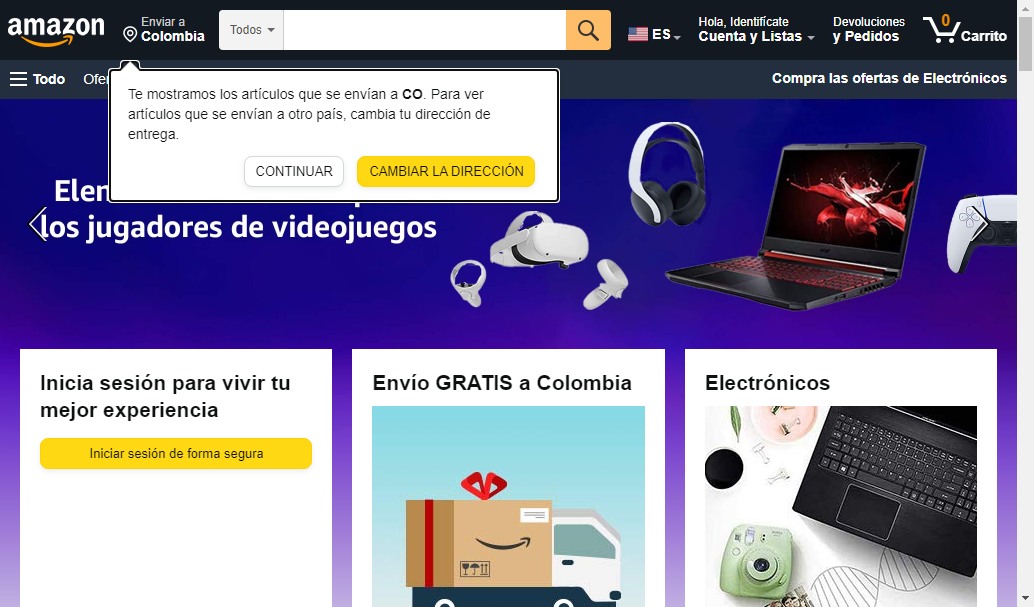 amazon
Enviar a
Colombia
Todos
ES
Hola, Identifícate
Cuenta y Listas
Devoluciones
y Pedidos
0
Carrito
Todo
Compra las ofertas de Electrónicos
Te mostramos los artículos que se envían a CO. Para ver
artículos que se envían a otro país, cambia tu dirección de
entrega.
CONTINUAR
CAMBIAR LA DIRECCIÓN
los jugadores de videojuegos
Inicia sesión para vivir tu
mejor experiencia
Iniciar sesión de forma segura
Envío GRATIS a Colombia
Electrónicos